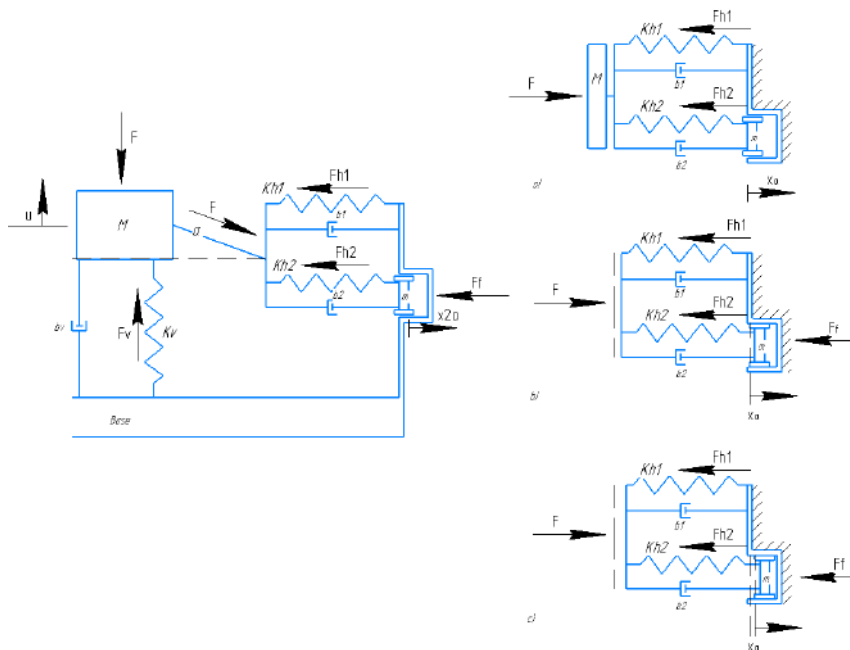 F
u
M
a
F
Fh1
Kh1
b1
Fh2
Kh2
b2
m
Ff
x2o
bv
Fv
Kv
Base
Fh1
Kh1
F
M
b1
Fh2
Kh2
m
b2
a)
Xo
Fh1
Kh1
b1
F
Fh2
Kh2
m
Ff
b2
b)
Xo
Fh1
Kh1
b1
F
Fh2
Kh2
m
Ff
b2
c)
Xo